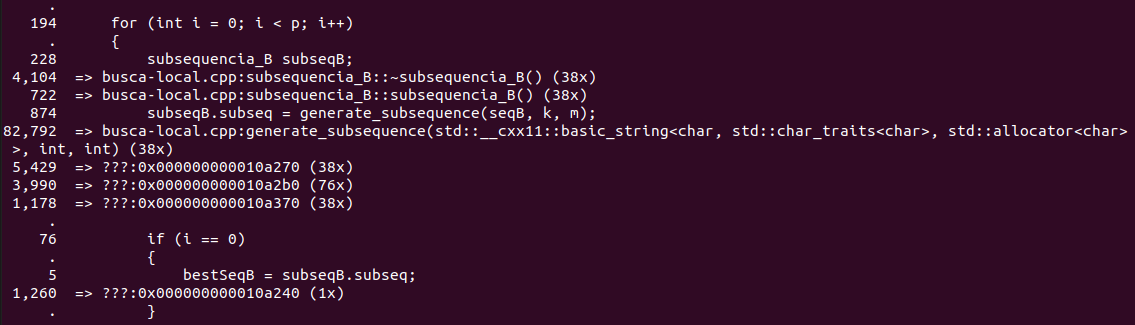 .
194      for (int i = 0; i < p; i++)
.      {
228          subsequencia_B subseqB;
4,104  => busca-local.cpp:subsequencia_B::~subsequencia_B() (38x)
722  => busca-local.cpp:subsequencia_B::subsequencia_B() (38x)
874          subseqB.subseq = generate_subsequence(seqB, k, m);
82,792  => busca-local.cpp:generate_subsequence(std::__cxx11::basic_string<char, std::char_traits<char>, std::allocator<char>
>, int, int) (38x)
5,429  => ???:0x000000000010a270 (38x)
3,990  => ???:0x000000000010a2b0 (76x)
1,178  => ???:0x000000000010a370 (38x)
.
76          if (i == 0)
.          {
5              bestSeqB = subseqB.subseq;
1,260  => ???:0x000000000010a240 (1x)
.          }